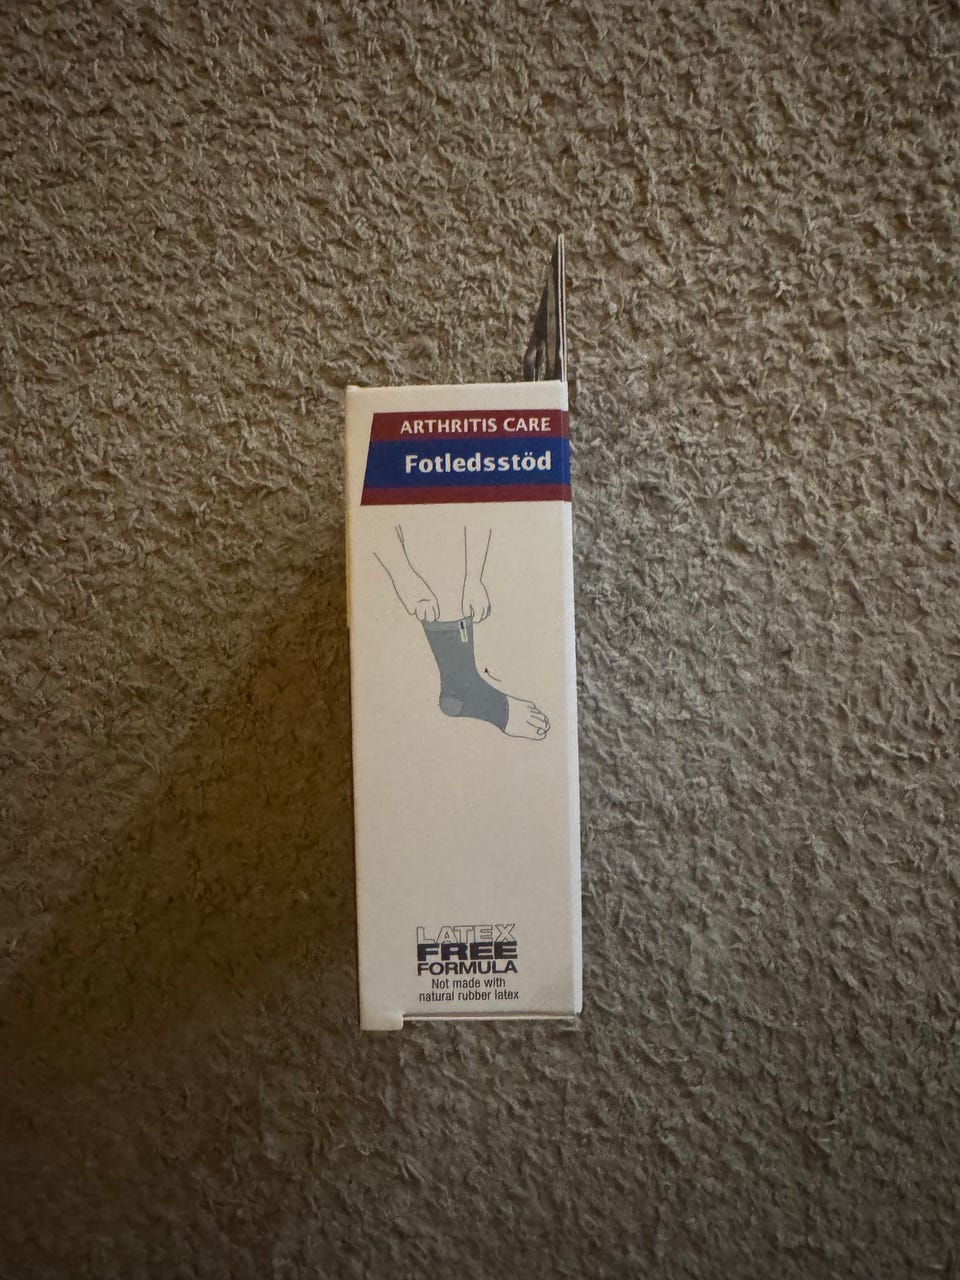 ARTHRITIS CARE
Fotledsstöd
LATEX
FREE
FORMULA
Not made with
natural rubber latex